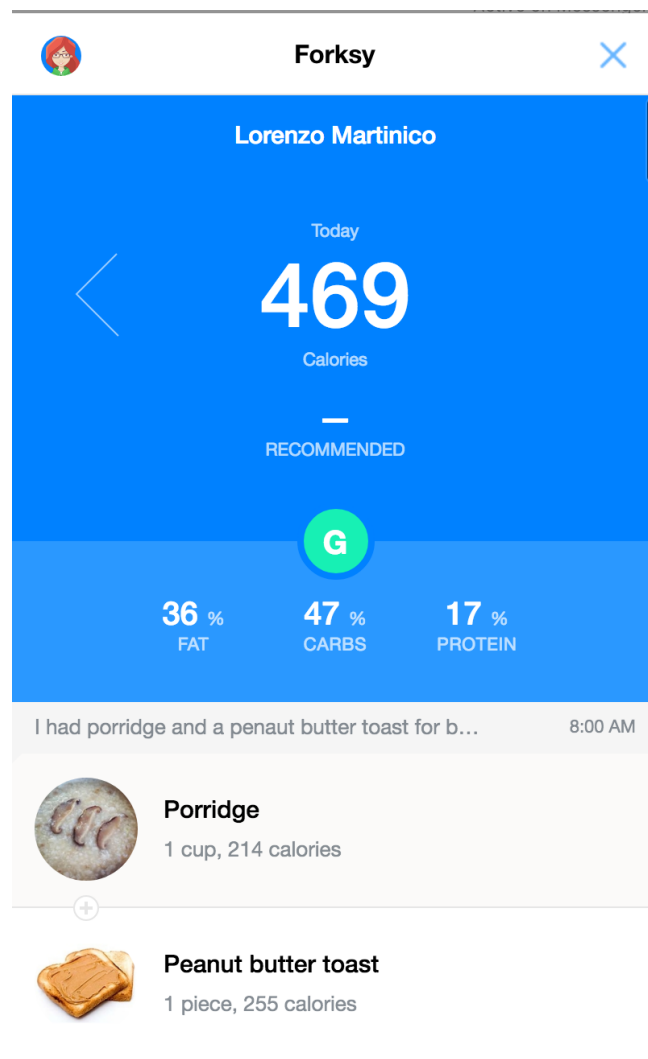 Forksy
Lorenzo Martinico
Today
469
Calories
–
RECOMMENDED
G
36 % 47 % 17 %
FAT CARBS PROTEIN
I had porridge and a penaut butter toast for b… 8:00 AM
Porridge
1 cup, 214 calories
Peanut butter toast
1 piece, 255 calories